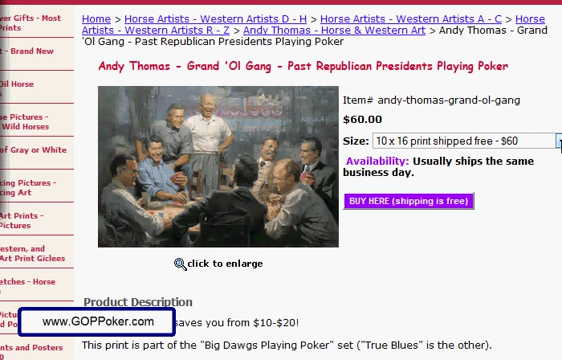 Home > Horse Artists - Western Artists D - H > Horse Artists - Western Artists A - C > Horse
Artists - Western Artists R - Z > Andy Thomas - Horse & Western Art > Andy Thomas - Grand
'Ol Gang - Past Republican Presidents Playing Poker
ver Gifts - Most
Prints
t - Brand New
Oil Horse
se Pictures -
Wild Horses
of Gray or White
cing Pictures -
cing Art
Art Prints -
Pictures
estern, and
Art Print Giclees
etches - Horse
nts and Posters
Andy Thomas - Grand 'Ol Gang - Past Republican Presidents Playing Poker
Item# andy-thomas-grand-ol-gang
$60.00
Size: 10 x 16 print shipped free - $60
Availability: Usually ships the same
business day.
BUY HERE (shipping is free)
click to enlarge
Product Description
www.GOPPoker.com
saves you from $10-$20!
This print is part of the "Big Dawgs Playing Poker" set ("True Blues" is the other).